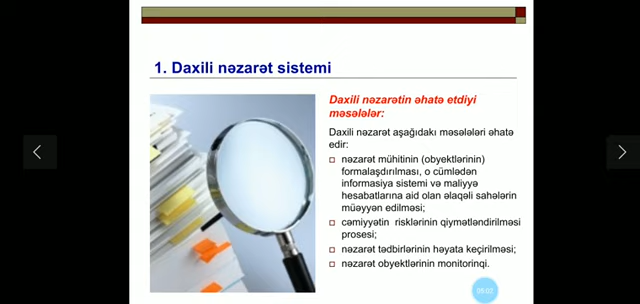 1. Daxili nəzarət sistemi
Daxili nəzarətin əhatə etdiyi
məsələlər:
Daxili nəzarət aşağıdakı məsələləri əhatə
edir:
nəzarət mühitinin (obyektlərinin)
formalaşdırılması, o cümlədən
informasiya sistemi və maliyyə
hesabatlarına aid olan əlaqəli sahələrin
müəyyən edilməsi;
cəmiyyətin risklərinin qiymətləndirilməsi
prosesi;
nəzarət tədbirlərinin həyata keçirilməsi;
nəzarət obyektlərinin monitorinqi.
05:02